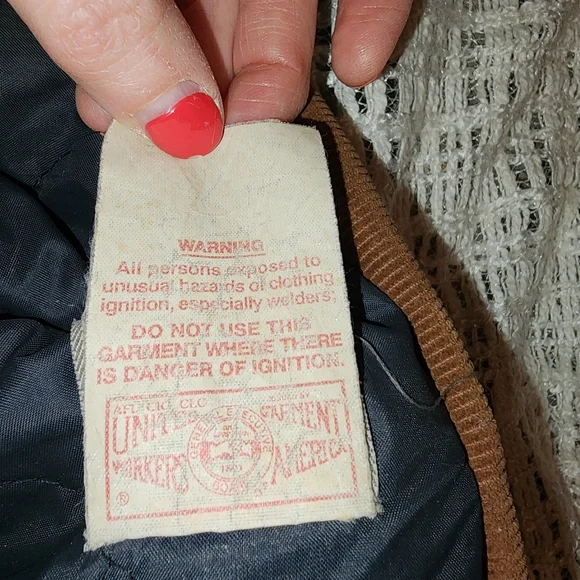 WARNING
All persons exposed to
unusual hazards of clothing
ignition, especially welders;
DO NOT USE THIS
GARMENT WHERE THERE
IS DANGER OF IGNITION.
AFL CIO CLC
UNITED GARMENT
WORKERS AMERICA
®